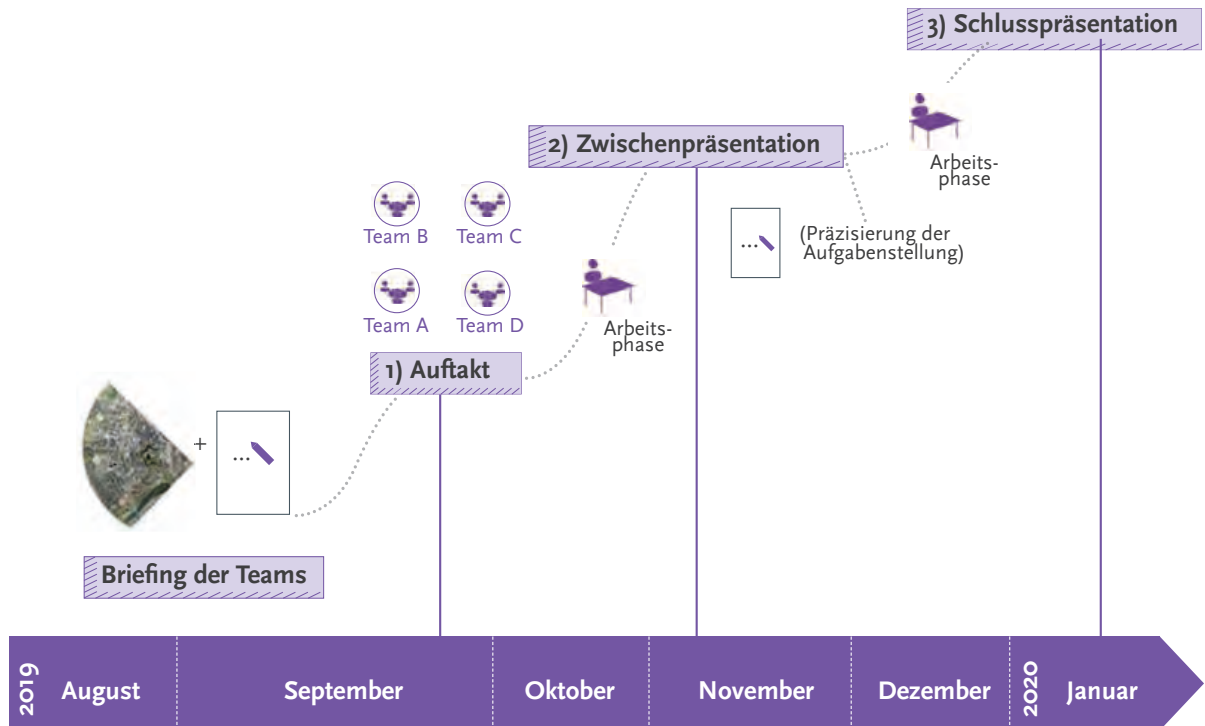 3) Schlusspräsentation
2) Zwischenpräsentation
Arbeits-
phase
Team B
Team C
...
(Präzisierung der
Aufgabenstellung)
Team A
Team D
Arbeits-
phase
1) Auftakt
+
...
Briefing der Teams
2019
August
September
Oktober
November
Dezember
2020
Januar